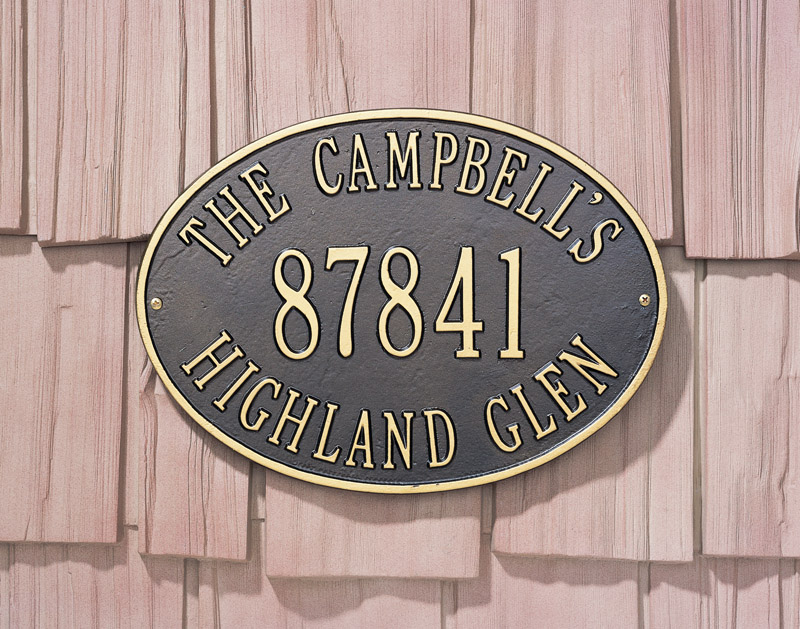 THE CAMPBELL'S
87841
HIGHLAND GLEN